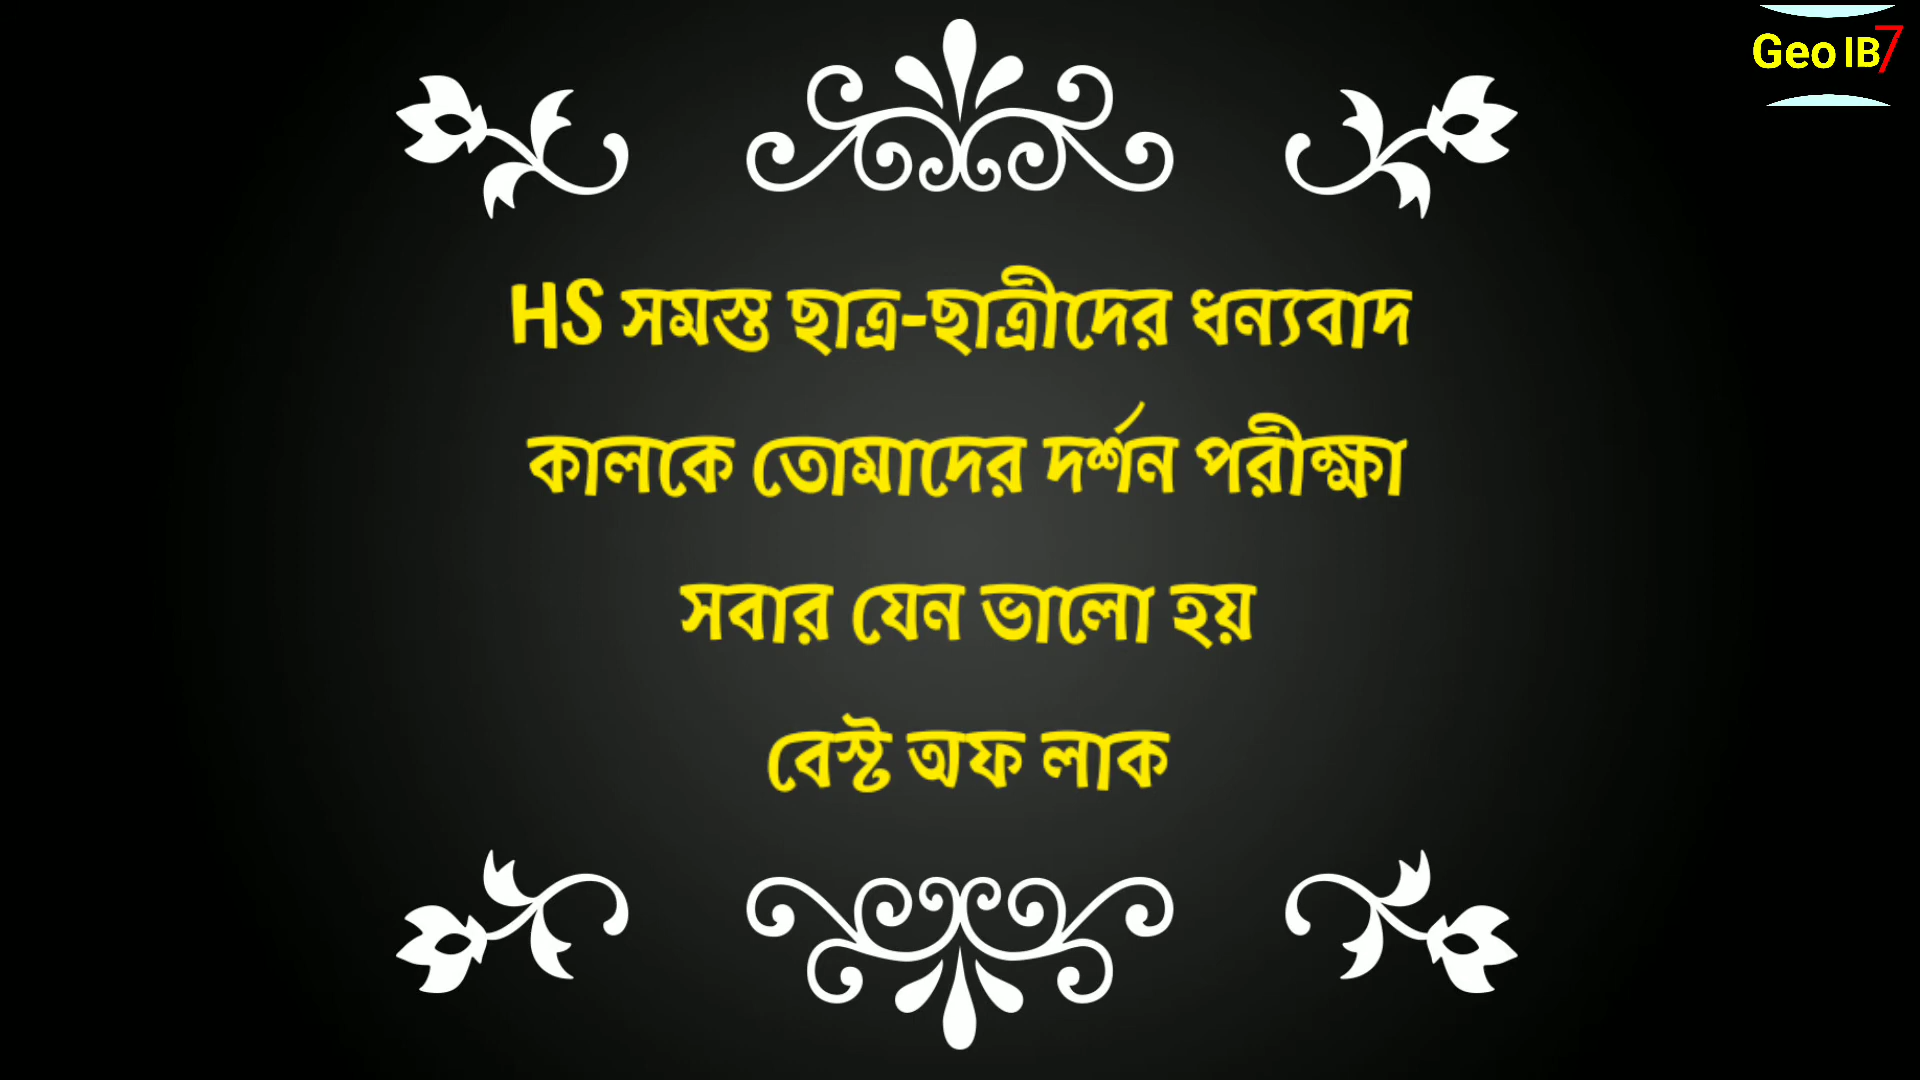 Geo IB7
HS সমস্ত ছাত্র-ছাত্রীদের ধন্যবাদ
কালকে তোমাদের দর্শন পরীক্ষা
সবার যেন ভালো হয়
বেস্ট অফ লাক